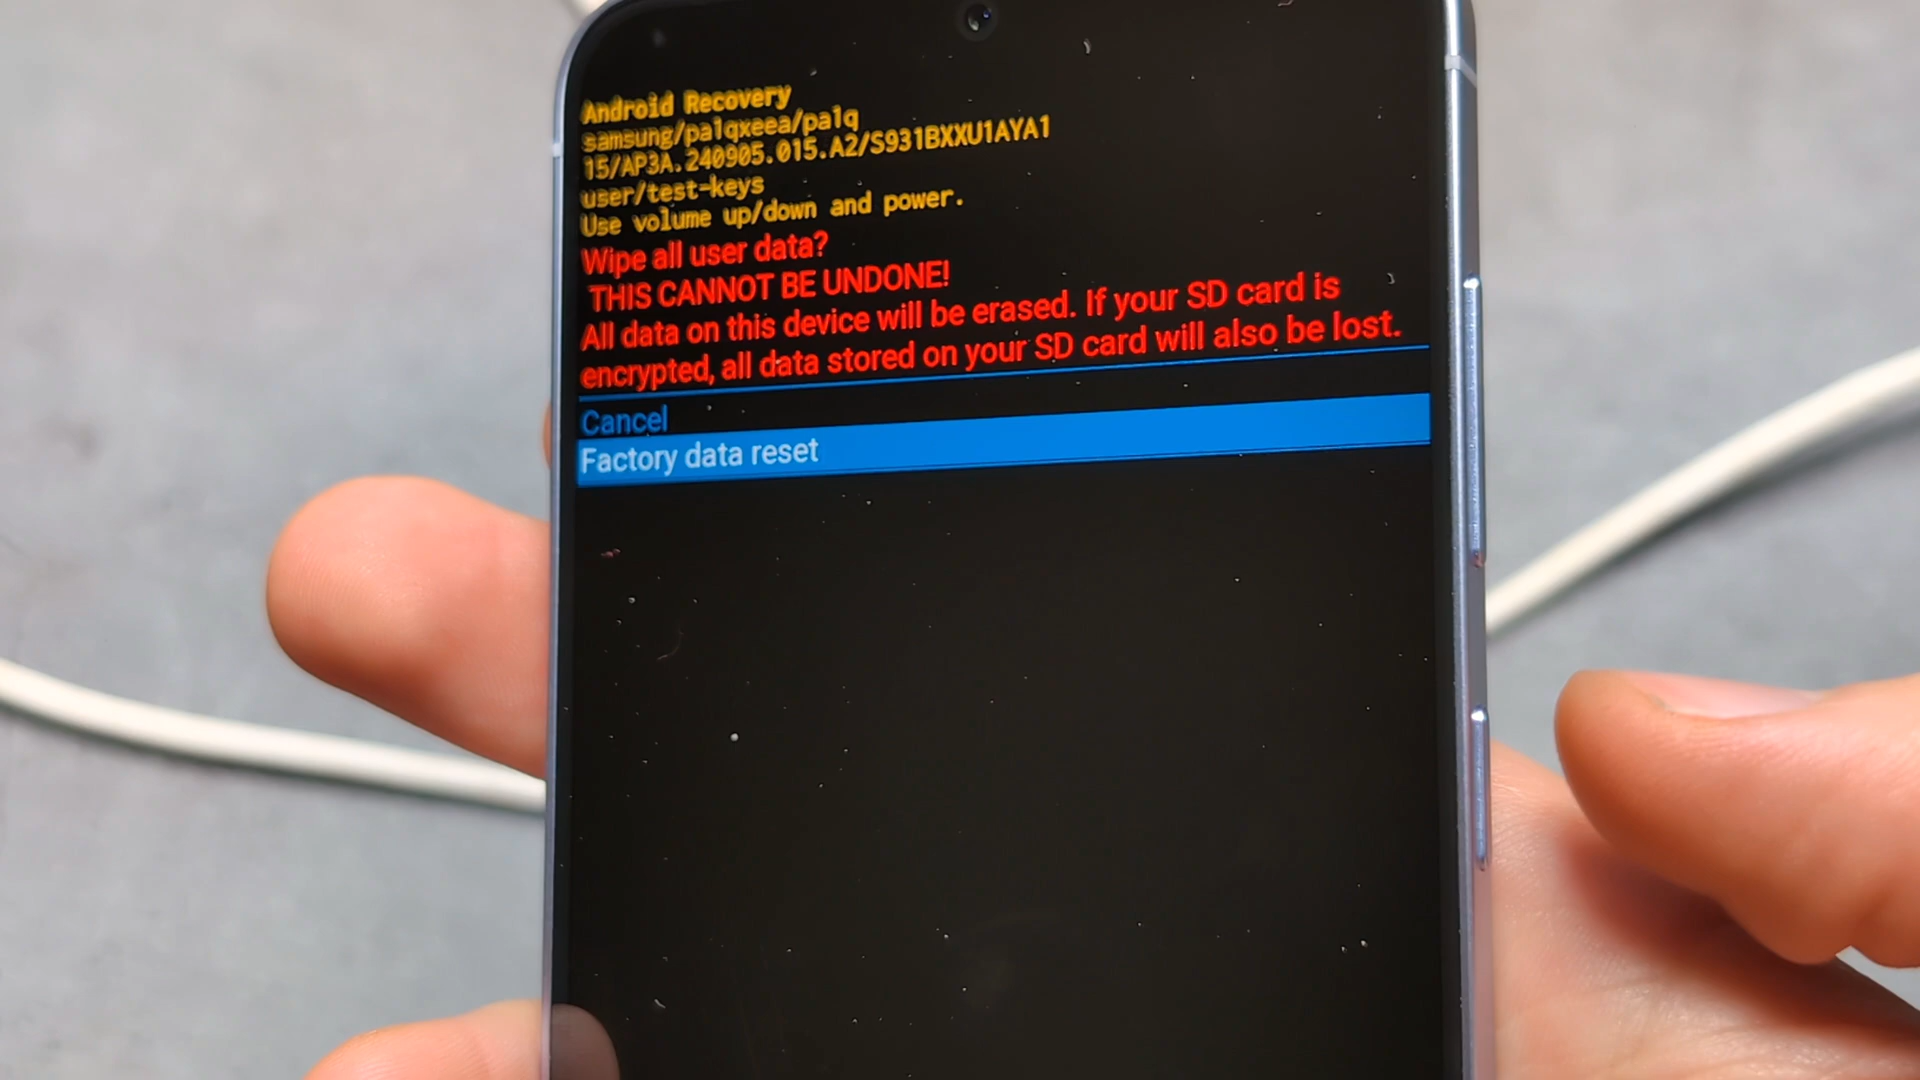 Android Recovery
samsung/pa1qxeea/pa1q
15/AP3A.240905.015.A2/S931BXXU1AYA1
user/test-keys
Use volume up/down and power.
Wipe all user data?
THIS CANNOT BE UNDONE!
All data on this device will be erased. If your SD card is
encrypted, all data stored on your SD card will also be lost.
Cancel
Factory data reset